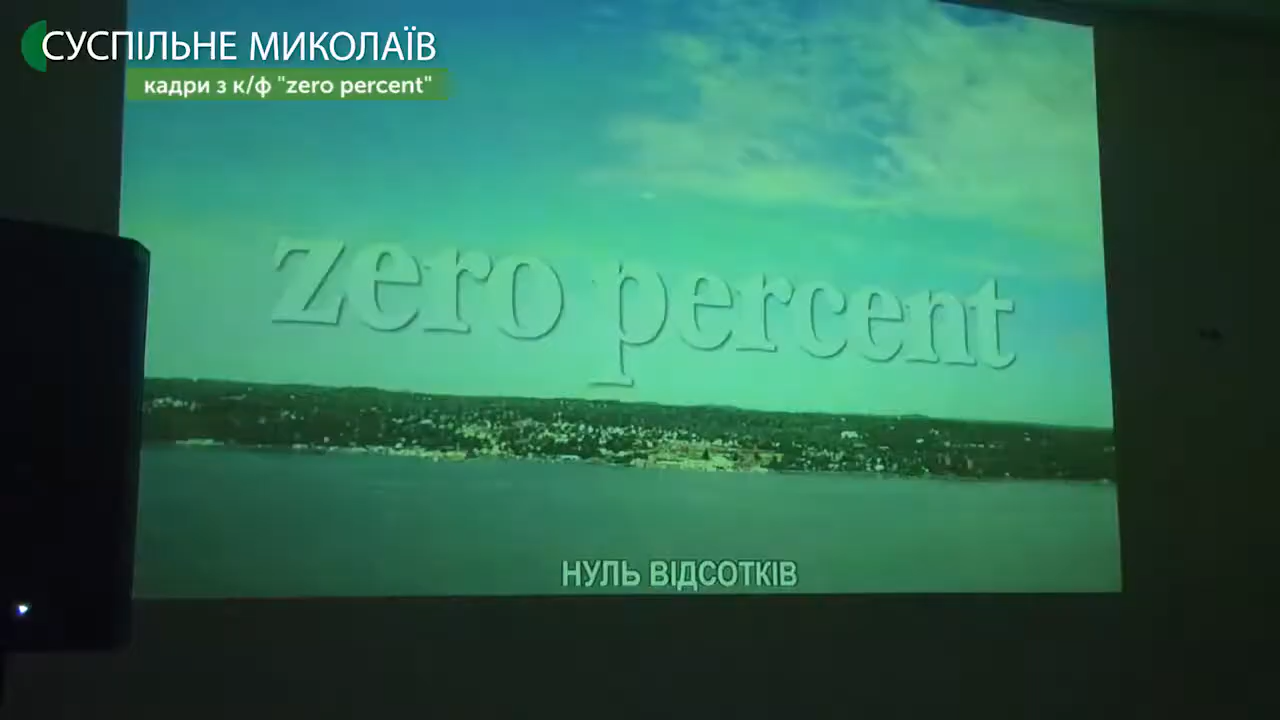 СУСПІЛЬНЕ МИКОЛАЇВ
кадри з к/ф "zero percent"
zero percent
НУЛЬ ВІДСОТКІВ